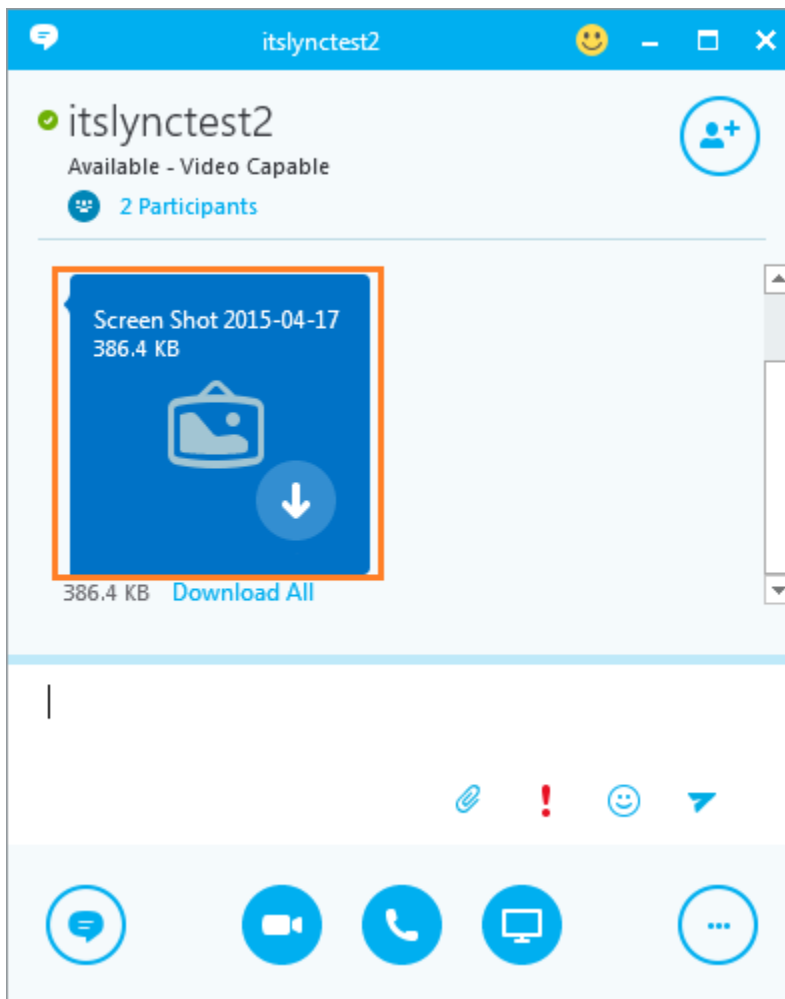 itslynctest2
itslynctest2
Available - Video Capable
2 Participants
Screen Shot 2015-04-17
386.4 KB
386.4 KB Download All